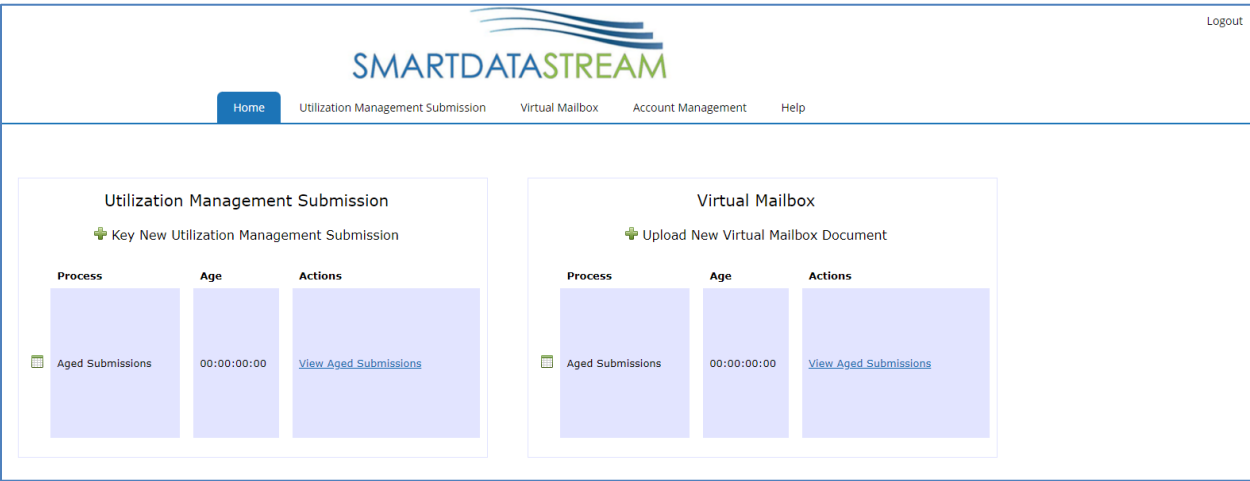 Logout
SMARTDATASTREAM
Home Utilization Management Submission Virtual Mailbox Account Management Help
Utilization Management Submission
Key New Utilization Management Submission
Process Age Actions
Aged Submissions 00:00:00:00 View Aged Submissions
Virtual Mailbox
Upload New Virtual Mailbox Document
Process Age Actions
Aged Submissions 00:00:00:00 View Aged Submissions